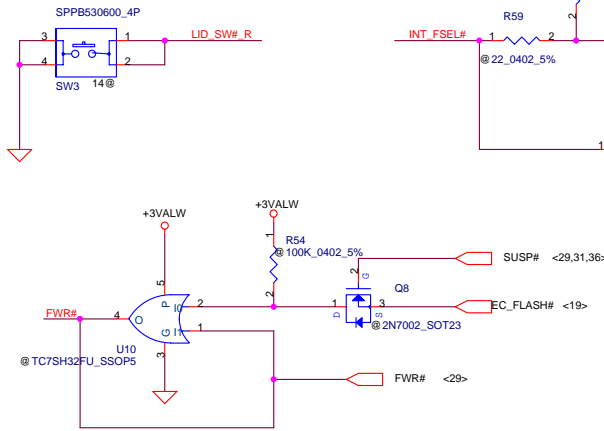 SPPB530600_4P
3
1
LID_SW#_R
4
2
SW3
14@
2
R59
INT_FSEL#
1
2
@22_0402_5%
1
+3VALW
+3VALW
1
R54
@100K_0402_5%
2
SUSP# <29,31,36>
2
G
Q8
5
P
I0
2
1
3
EC_FLASH# <19>
D
S
FWR#
4
O
I1
1
G
@2N7002_SOT23
U10
3
@TC7SH32FU_SSOP5
FWR# <29>